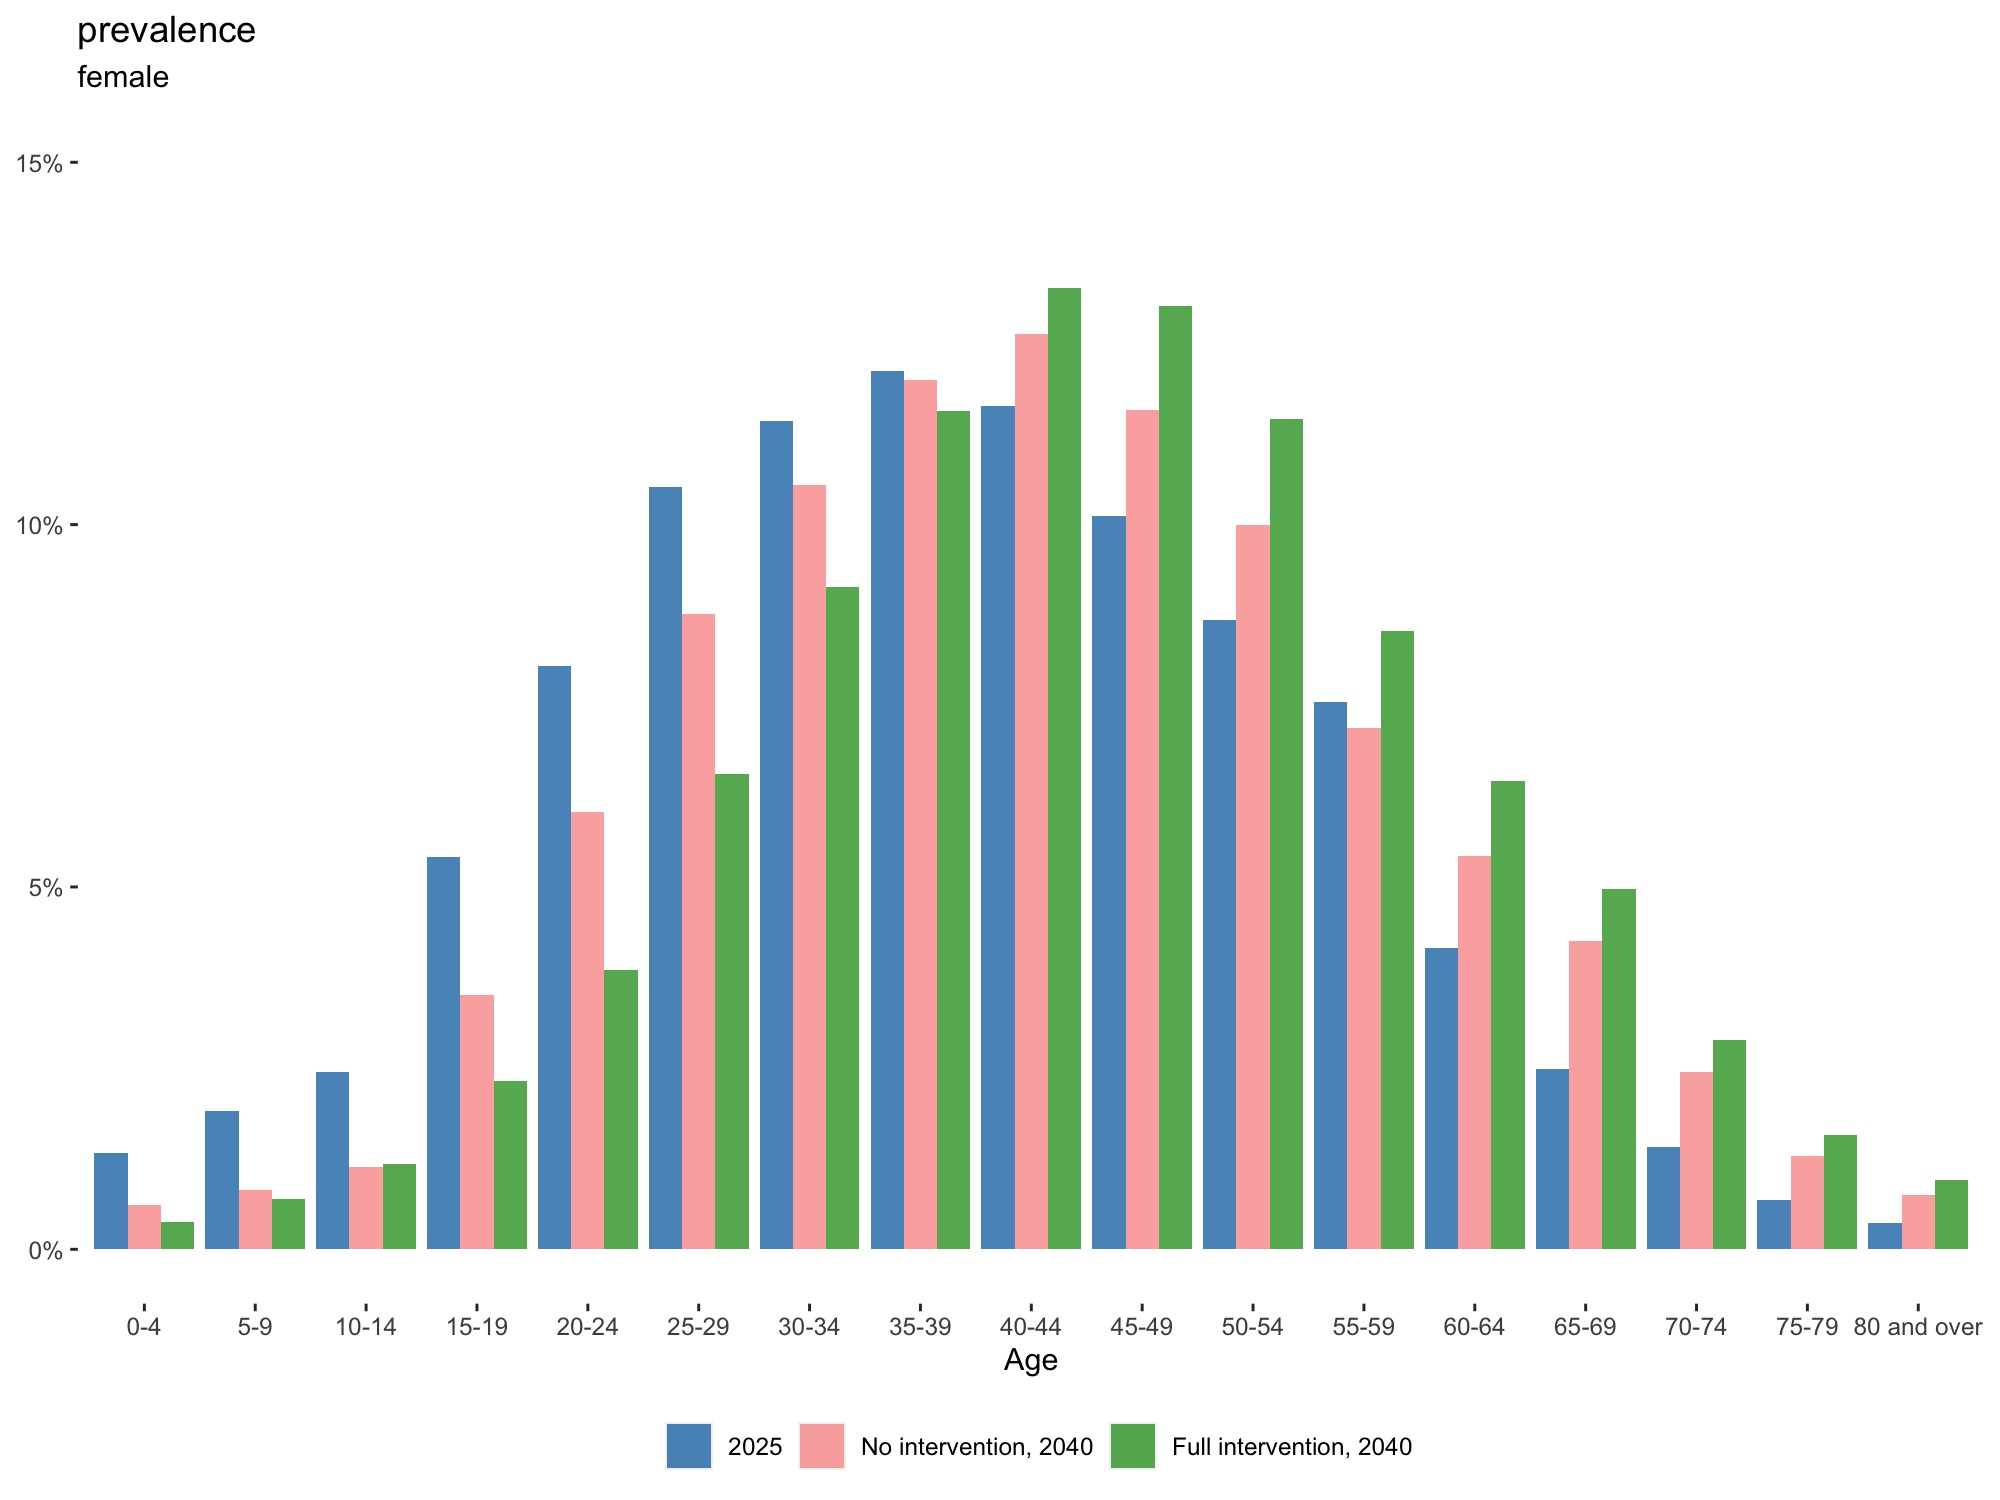 prevalence
female
15%
10%
5%
0%
0-4 5-9 10-14 15-19 20-24 25-29 30-34 35-39 40-44 45-49 50-54 55-59 60-64 65-69 70-74 75-79 80 and over
Age
2025 No intervention, 2040 Full intervention, 2040